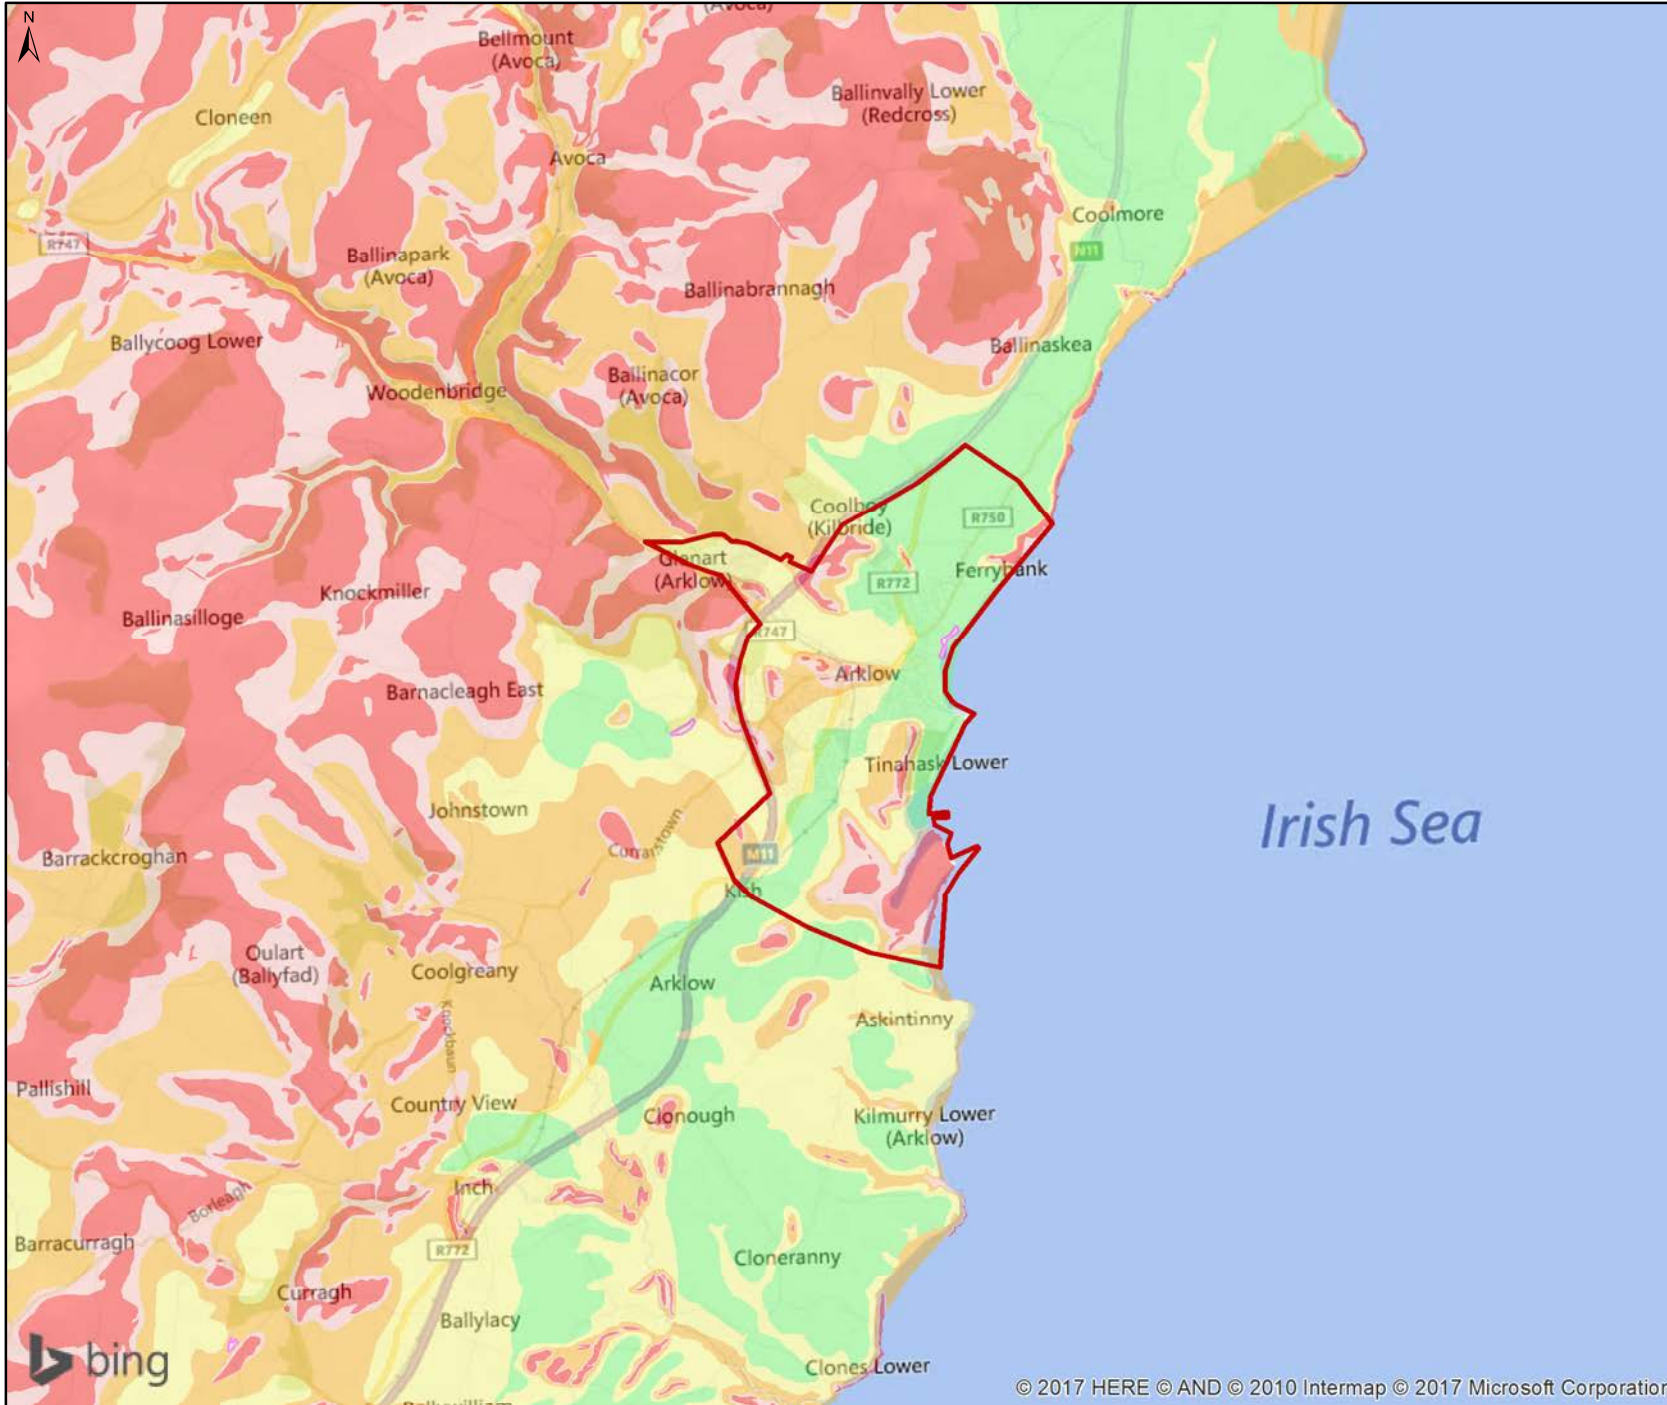 N
(Avoca)
Bellmount
(Avoca)
Cloneen
Ballinvally Lower
(Redcross)
Avoca
Coolmore
R747
N11
Ballinapark
(Avoca)
Ballinabrannagh
Ballycoog Lower
Ballinaskea
Ballinacor
(Avoca)
Woodenbridge
Coolboy
(Kilbride)
R750
Glenart
(Arklow)
Ferrybank
R772
Knockmiller
Ballinasilloge
R747
Arklow
Barnacleagh East
Tinahask Lower
Johnstown
Irish Sea
Currarstown
Barrackcroghan
M11
Kish
Oulart
(Ballyfad)
Coolgreany
Arklow
Askintinny
Knockbaun
Pallishill
Country View
Clonough
Kilmurry Lower
(Arklow)
Inch
Borleagh
Barracurragh
R772
Cloneranny
Curragh
Ballylacy
bing
Clones Lower
© 2017 HERE © AND © 2010 Intermap © 2017 Microsoft Corporation